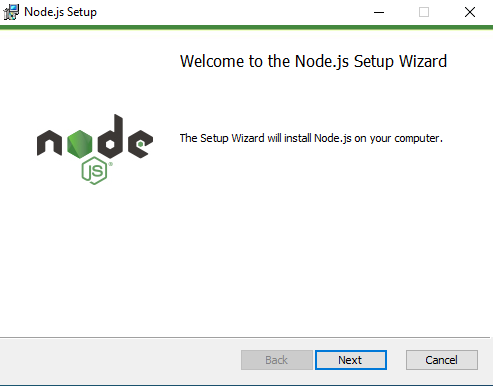 Node.js Setup
Welcome to the Node.js Setup Wizard
The Setup Wizard will install Node.js on your computer.
node
JS®
Back
Next
Cancel